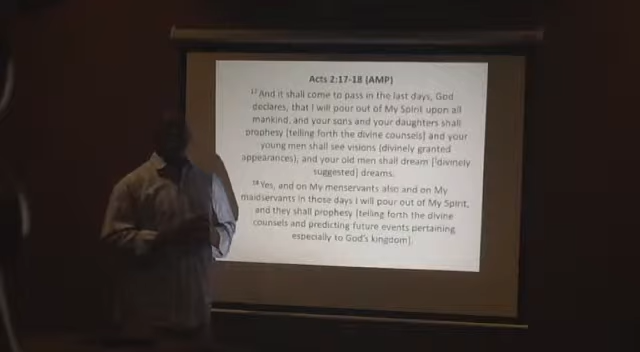 Acts 2:17-18 (AMP)
17 And it shall come to pass in the last days, God
declares, that I will pour out of My Spirit upon all
mankind, and your sons and your daughters shall
prophesy [telling forth the divine counsels] and your
young men shall see visions (divinely granted
appearances), and your old men shall dream [divinely
suggested] dreams.
18 Yes, and on My menservants also and on My
maidservants in those days I will pour out of My Spirit,
and they shall prophesy [telling forth the divine
counsels and predicting future events pertaining
especially to God's kingdom].